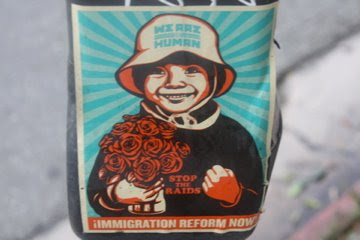 WE ARE
HUMAN
STOP
THE
RAIDS
¡IMMIGRATION REFORM NOW!